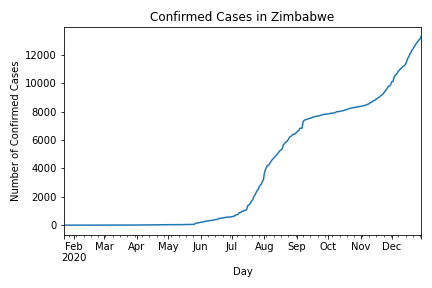 Confirmed Cases in Zimbabwe
Number of Confirmed Cases
12000
10000
8000
6000
4000
2000
0
Feb Mar Apr May Jun Jul Aug Sep Oct Nov Dec
2020
Day